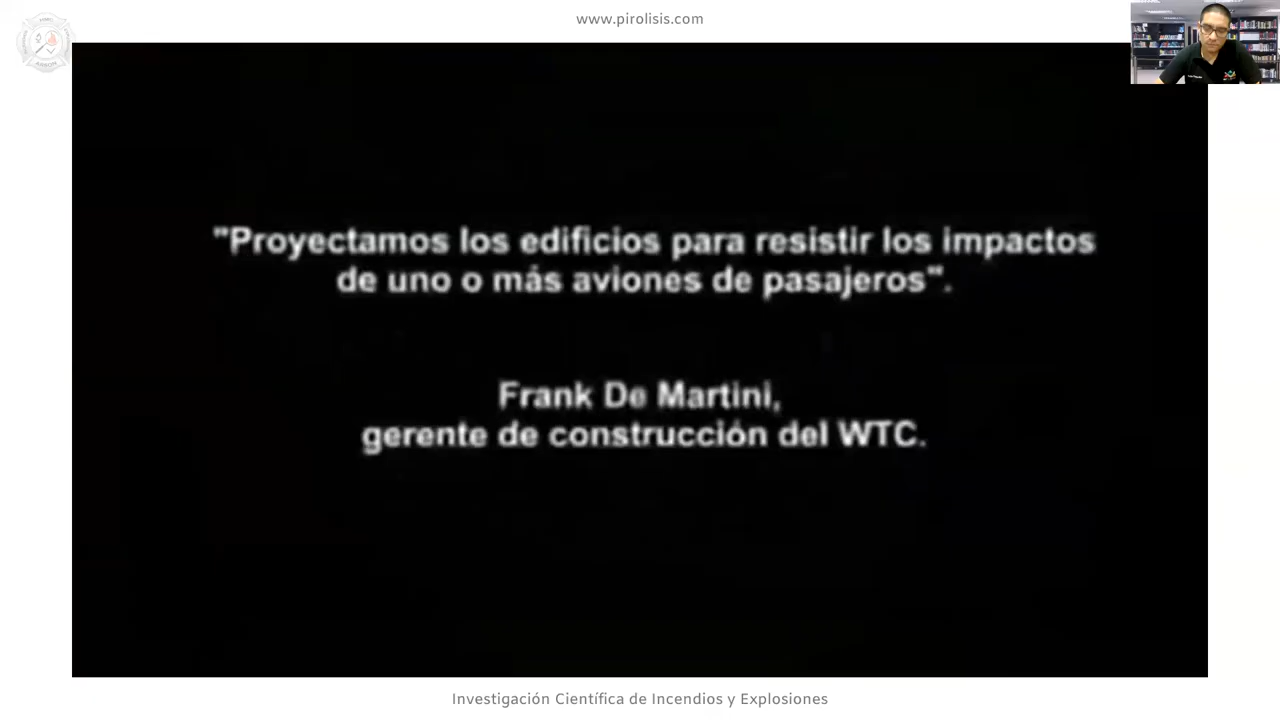 www.pirolisis.com
"Proyectamos los edificios para resistir los impactos
de uno o más aviones de pasajeros".
Frank De Martini,
gerente de construcción del WTC.
Investigación Científica de Incendios y Explosiones